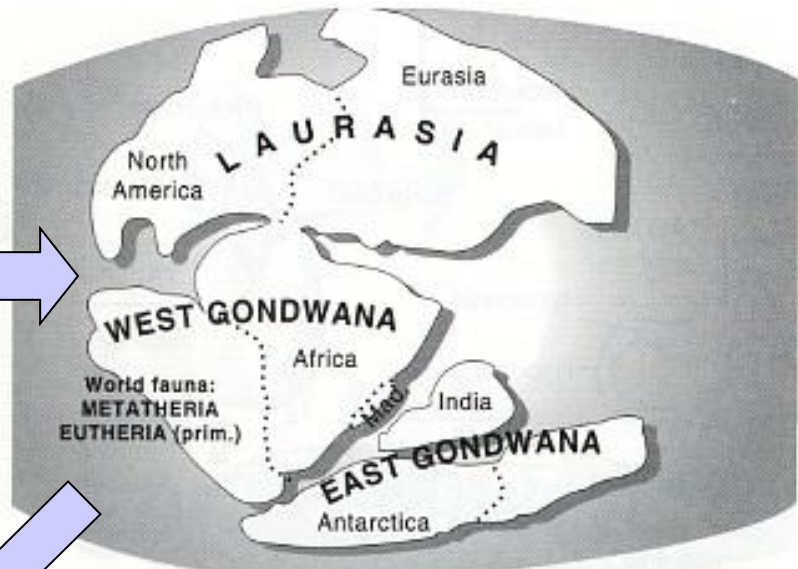 Eurasia
LAURASIA
North
America
WEST GONDWANA
Africa
World fauna:
METATHERIA
EUTHERIA (prim.)
Mad
India
EAST GONDWANA
Antarctica